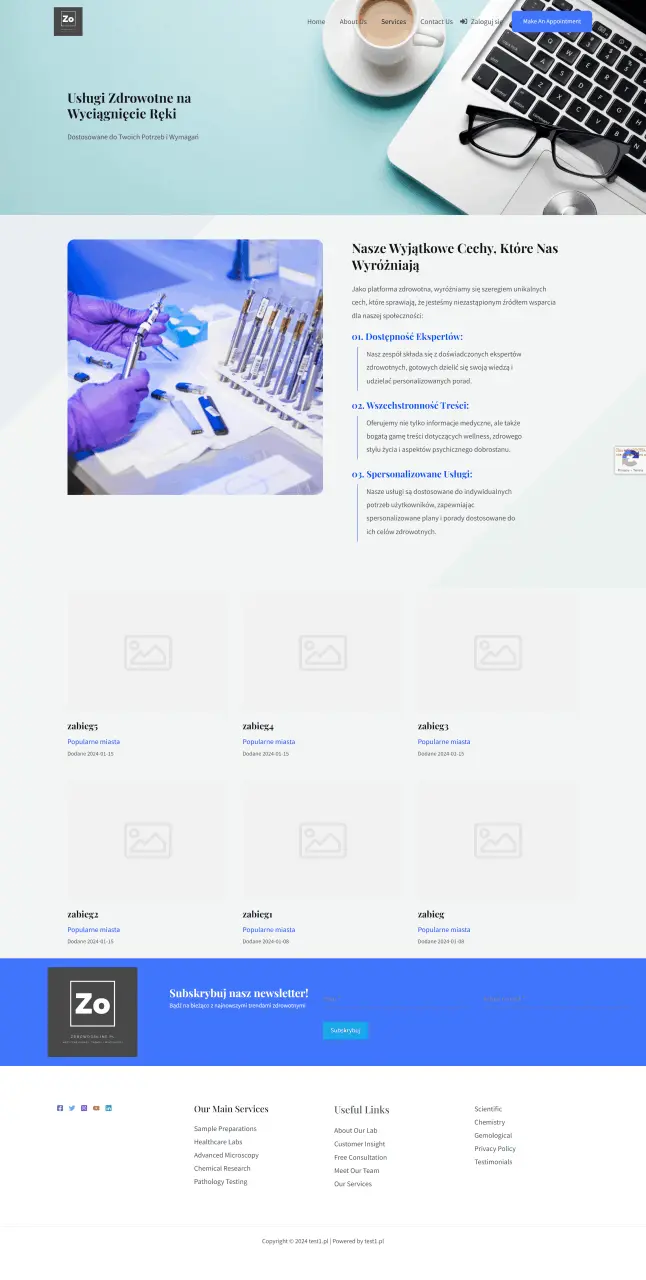 Zo
Home About Us Services Contact Us Zaloguj się Make An Appointment
Usługi Zdrowotne na
Wyciągnięcie Ręki
Dostosowane do Twoich Potrzeb i Wymagań
Nasze Wyjątkowe Cechy, Które Nas
Wyróżniają
Jako platforma zdrowotna, wyróżniamy się szeregiem unikalnych
cech, które sprawiają, że jesteśmy niezastąpionym źródłem wsparcia
dla naszej społeczności:
01. Dostępność Ekspertów:
Nasz zespół składa się z doświadczonych ekspertów
zdrowotnych, gotowych dzielić się swoją wiedzą i
udzielać personalizowanych porad.
02. Wszechstronność Treści:
Oferujemy nie tylko informacje medyczne, ale także
bogatą gamę treści dotyczących wellness, zdrowego
stylu życia i aspektów psychicznego dobrostanu.
03. Spersonalizowane Usługi:
Nasze usługi są dostosowane do indywidualnych
potrzeb użytkowników, zapewniając
spersonalizowane plany i porady dostosowane do
ich celów zdrowotnych.
zabieg5 zabieg4 zabieg3
Popularne miasta Popularne miasta Popularne miasta
Dodane 2024-01-15 Dodane 2024-01-15 Dodane 2024-01-15
zabieg2 zabieg1 zabieg
Popularne miasta Popularne miasta Popularne miasta
Dodane 2024-01-15 Dodane 2024-01-08 Dodane 2024-01-08
Zo
Subskrybuj nasz newsletter!
Bądź na bieżąco z najnowszymi trendami zdrowotnymi
Subskrybuj
Our Main Services
Sample Preparations
Healthcare Labs
Advanced Microscopy
Chemical Research
Pathology Testing
Useful Links
About Our Lab
Customer Insight
Free Consultation
Meet Our Team
Our Services
Scientific
Chemistry
Gemological
Privacy Policy
Testimonials
Copyright © 2024 test1.pl | Powered by test1.pl